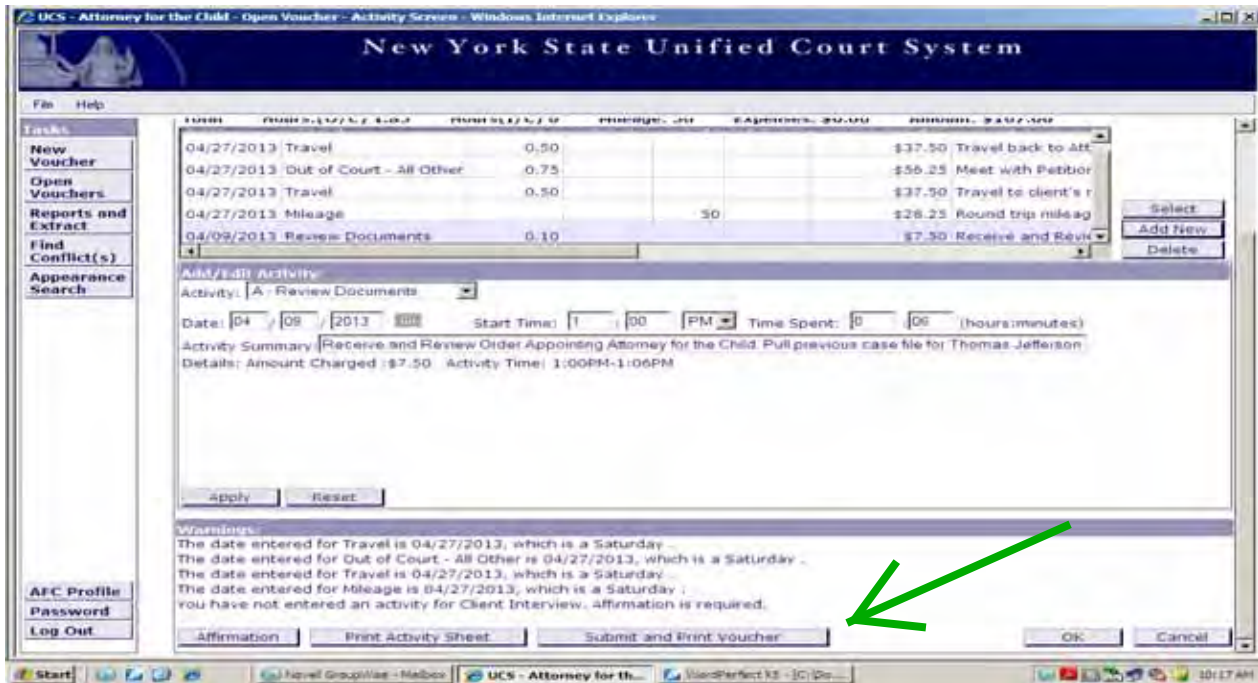 UCS - Attorney for the Child - Open Voucher - Activity Screen - Windows Internet Explorer
New York State Unified Court System
File Help
Tasks
New Voucher
Open Vouchers
Reports and Extract
Find Conflict(s)
Appearance Search
AFC Profile
Password
Log Out
Total Hours.(O/C) 1.85 Hours(I/C) 0 Mileage. 50 Expenses. $0.00 Amount.
04/27/2013 Travel 0.50 $37.50 Travel back to Att
04/27/2013 Out of Court - All Other 0.75 $56.25 Meet with Petition
04/27/2013 Travel 0.50 $37.50 Travel to client's r
04/27/2013 Mileage 50 $28.25 Round trip mileag
04/09/2013 Review Documents 0.10 $7.50 Receive and Revie
Select
Add New
Delete
Add/Edit Activity
Activity: A - Review Documents
Date: 04 / 09 / 2013 Start Time: 1 : 00 PM Time Spent: 0 : 06 (hours:minutes)
Activity Summary Receive and Review Order Appointing Attorney for the Child. Pull previous case file for Thomas Jefferson
Details: Amount Charged :$7.50 Activity Time: 1:00PM-1:06PM
Apply Reset
Warnings:
The date entered for Travel is 04/27/2013, which is a Saturday .
The date entered for Out of Court - All Other is 04/27/2013, which is a Saturday .
The date entered for Travel is 04/27/2013, which is a Saturday .
The date entered for Mileage is 04/27/2013, which is a Saturday .
You have not entered an activity for Client Interview. Affirmation is required.
Affirmation Print Activity Sheet Submit and Print Voucher OK Cancel
Start Novell GroupWise - Mailbox UCS - Attorney for th... WordPerfect X5 - [C:\Do... 10:17 AM